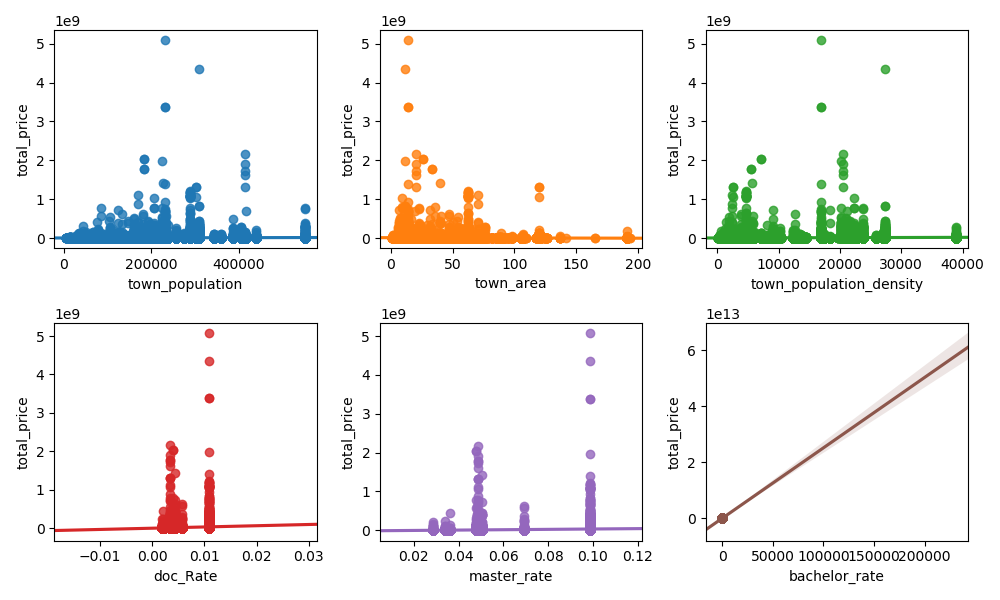 1e9 1e9 1e9
5 5 5
4 4 4
3 3 3
2 2 2
1 1 1
0 0 0
total_price total_price total_price
0 200000 400000 0 50 100 150 200 0 10000 20000 30000 40000
town_population town_area town_population_density
1e9 1e9 1e13
5 5 6
4 4 4
3 3 2
2 2 0
1 1
0 0
total_price total_price total_price
−0.01 0.00 0.01 0.02 0.03 0.02 0.04 0.06 0.08 0.10 0.12 0 50000 100000 150000 200000
doc_Rate master_rate bachelor_rate